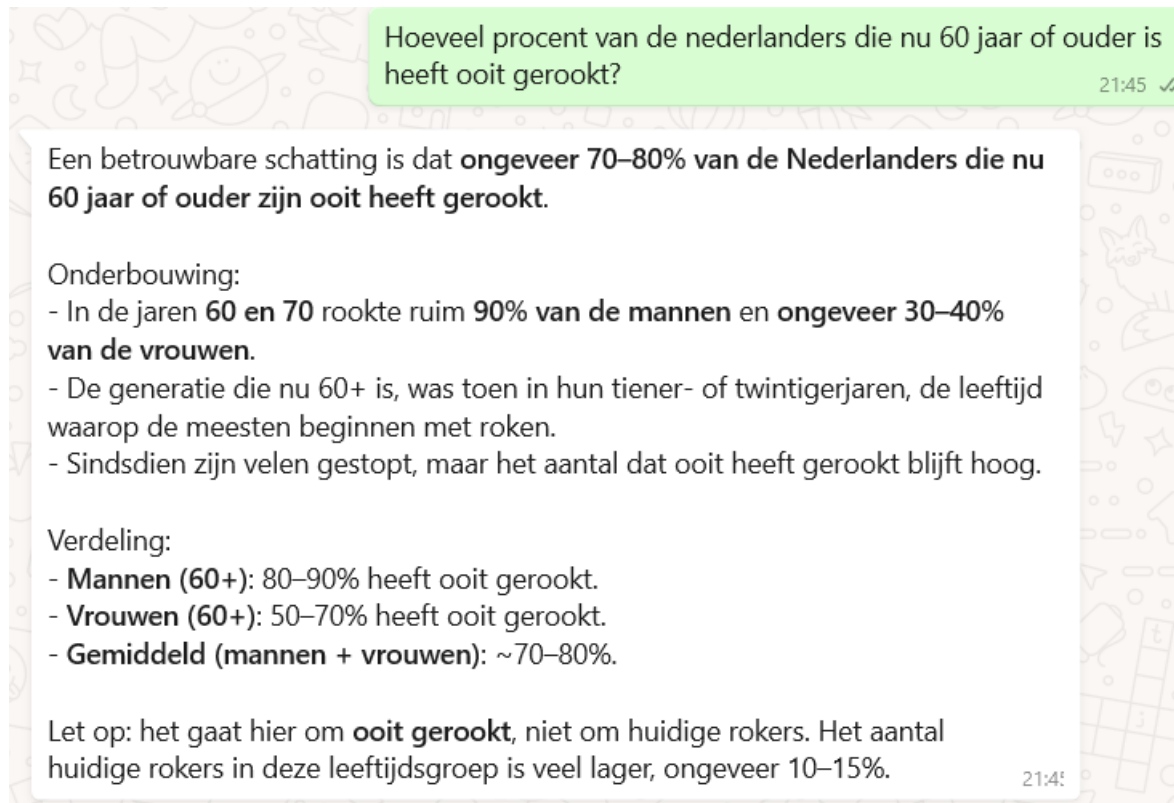 Hoeveel procent van de nederlanders die nu 60 jaar of ouder is
heeft ooit gerookt?
21:45
Een betrouwbare schatting is dat ongeveer 70–80% van de Nederlanders die nu
60 jaar of ouder zijn ooit heeft gerookt.
Onderbouwing:
- In de jaren 60 en 70 rookte ruim 90% van de mannen en ongeveer 30–40%
van de vrouwen.
- De generatie die nu 60+ is, was toen in hun tiener- of twintigerjaren, de leeftijd
waarop de meesten beginnen met roken.
- Sindsdien zijn velen gestopt, maar het aantal dat ooit heeft gerookt blijft hoog.
Verdeling:
- Mannen (60+): 80–90% heeft ooit gerookt.
- Vrouwen (60+): 50–70% heeft ooit gerookt.
- Gemiddeld (mannen + vrouwen): ~70–80%.
Let op: het gaat hier om ooit gerookt, niet om huidige rokers. Het aantal
huidige rokers in deze leeftijdsgroep is veel lager, ongeveer 10–15%.
21:45